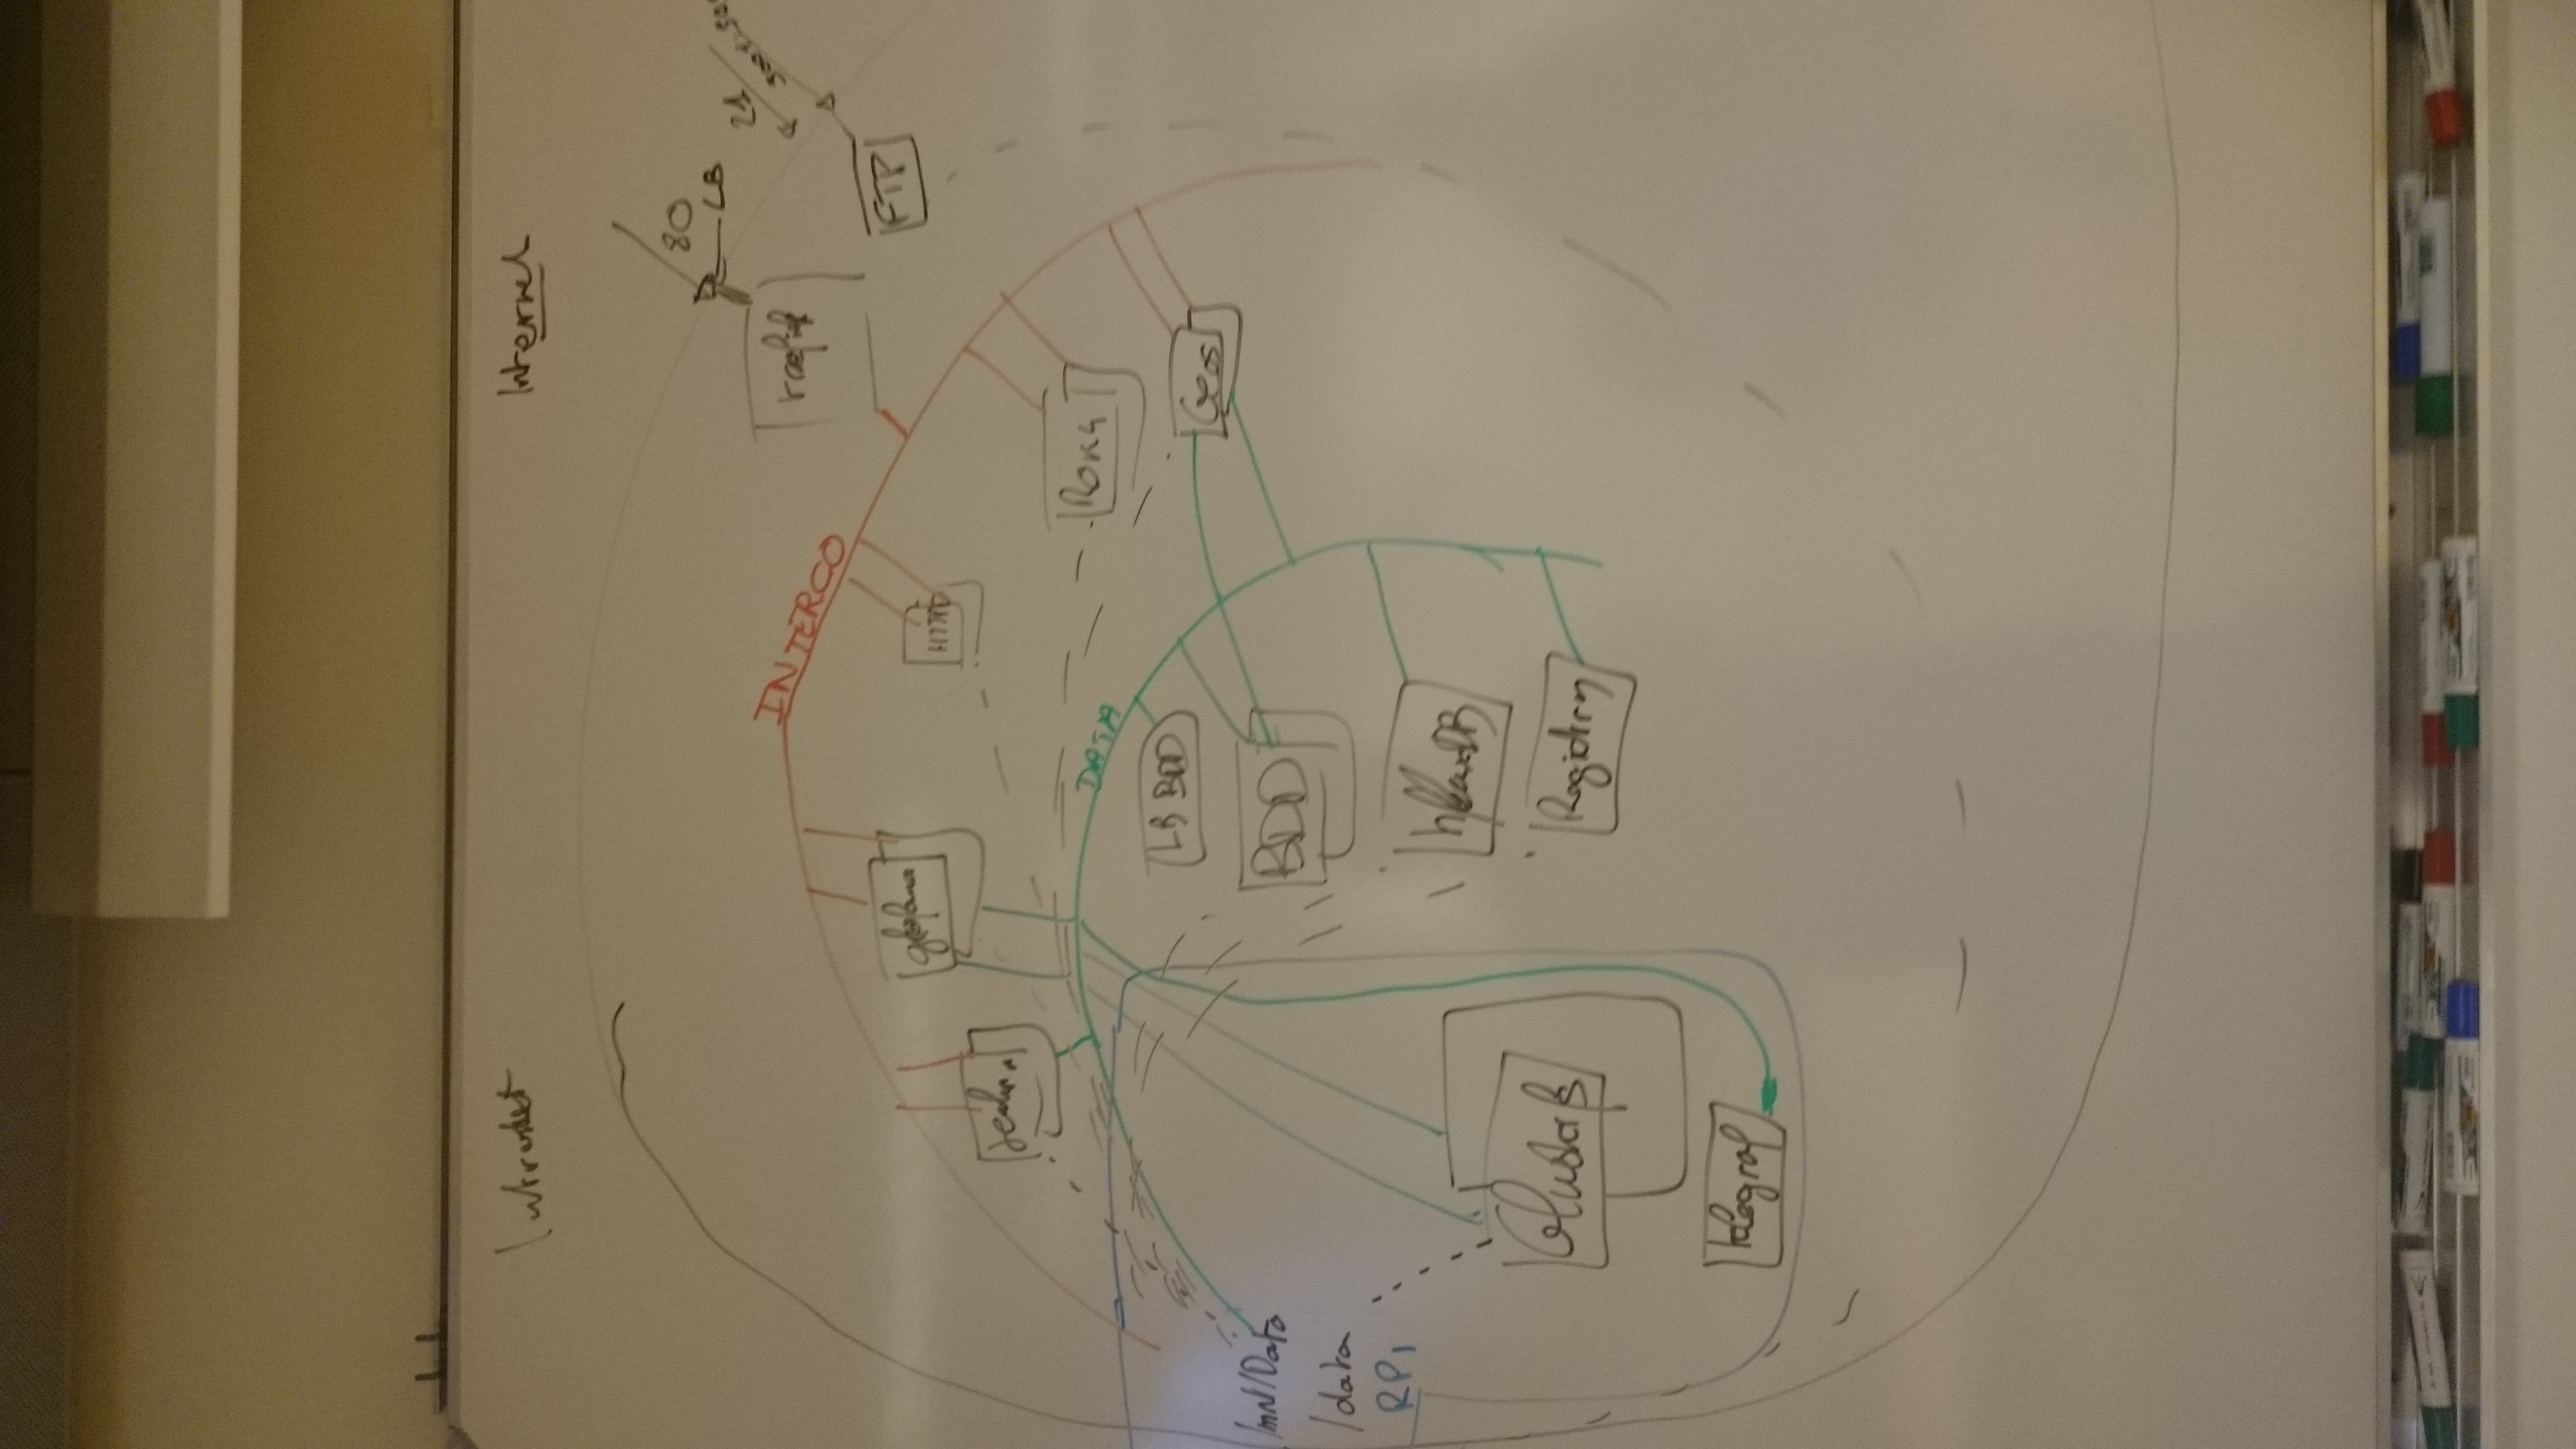 Intranet
Internet
80
LB
21
INTERCO
traefik
FTP
grafana
HTTPD
DATA
ROK4
LB BDD
Geos
/mnt/Data
BDD
/data
RPI
InfluxDB
Glusterfs
Registry
telegraf